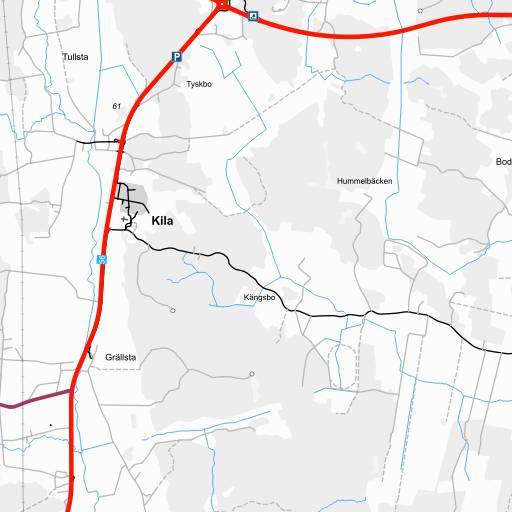 Tullsta
P
Tyskbo
61
Bod
Hummelbäcken
Kila
Kängsbo
Grällsta